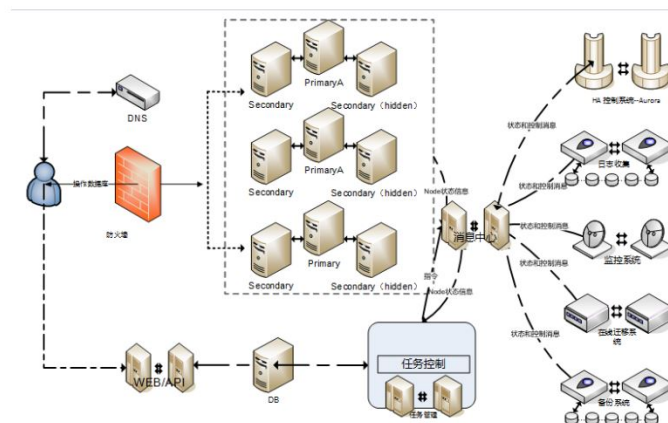 DNS
操作数据库
防火墙
PrimaryA
Secondary
Secondary（hidden）
PrimaryA
Secondary
Secondary（hidden）
Primary
Secondary
Secondary（hidden）
Node状态信息
消息中心
指令
Node状态信息
状态和控制消息
HA 控制系统--Aurora
状态和控制消息
日志收集
状态和控制消息
监控系统
状态和控制消息
在线迁移系统
状态和控制消息
备份系统
WEB/API
DB
任务控制
任务管理